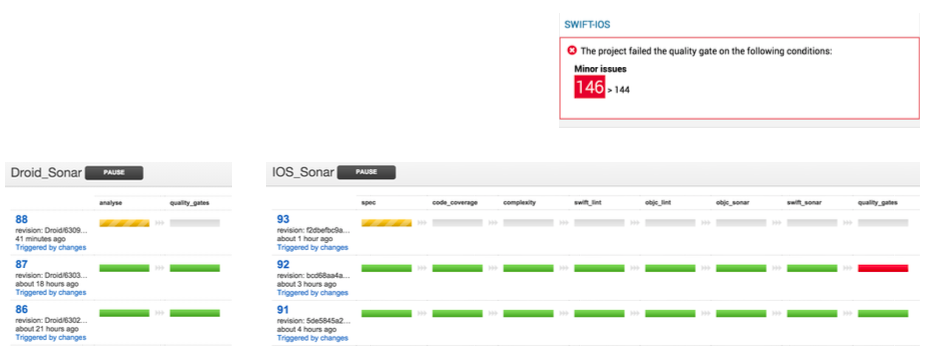 SWIFT-IOS
The project failed the quality gate on the following conditions:
Minor issues
146 > 144
Droid_Sonar PAUSE
analyse quality_gates
88
revision: Droid/6309...
41 minutes ago
Triggered by changes
87
revision: Droid/6303...
about 18 hours ago
Triggered by changes
86
revision: Droid/6302...
about 21 hours ago
Triggered by changes
IOS_Sonar PAUSE
spec code_coverage complexity swift_lint objc_lint objc_sonar swift_sonar quality_gates
93
revision: f2dbefbc9a...
about 1 hour ago
Triggered by changes
92
revision: bcd68aa4a...
about 3 hours ago
Triggered by changes
91
revision: 5de5845a2...
about 4 hours ago
Triggered by changes